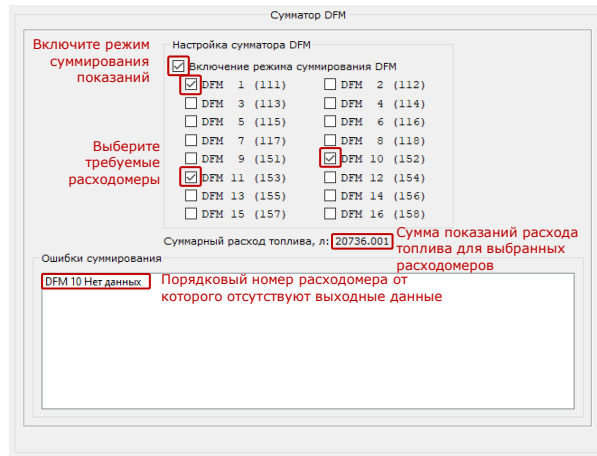 Сумматор DFM
Включите режим
суммирования
показаний
Настройка сумматора DFM
Включение режима суммирования DFM
DFM 1 (111) DFM 2 (112)
DFM 3 (113) DFM 4 (114)
DFM 5 (115) DFM 6 (116)
DFM 7 (117) DFM 8 (118)
DFM 9 (151) DFM 10 (152)
DFM 11 (153) DFM 12 (154)
DFM 13 (155) DFM 14 (156)
DFM 15 (157) DFM 16 (158)
Выберите
требуемые
расходомеры
Суммарный расход топлива, л: 20736.001
Сумма показаний расхода
топлива для выбранных
расходомеров
Ошибки суммирования
DFM 10 Нет данных
Порядковый номер расходомера от
которого отсутствуют выходные данные